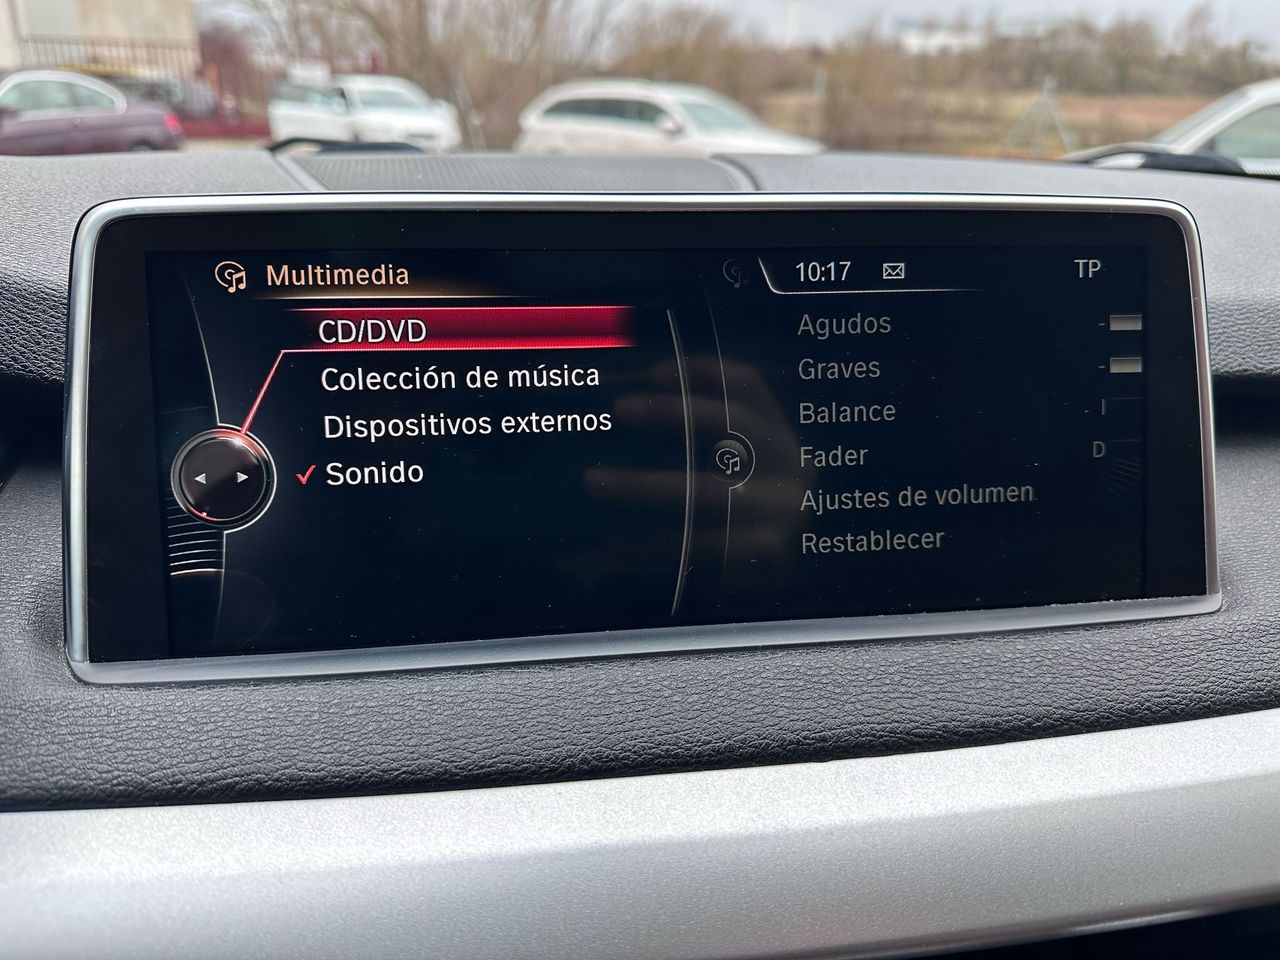 Multimedia
CD/DVD
Colección de música
Dispositivos externos
Sonido
10:17
TP
Agudos
Graves
Balance
Fader
D
Ajustes de volumen
Restablecer